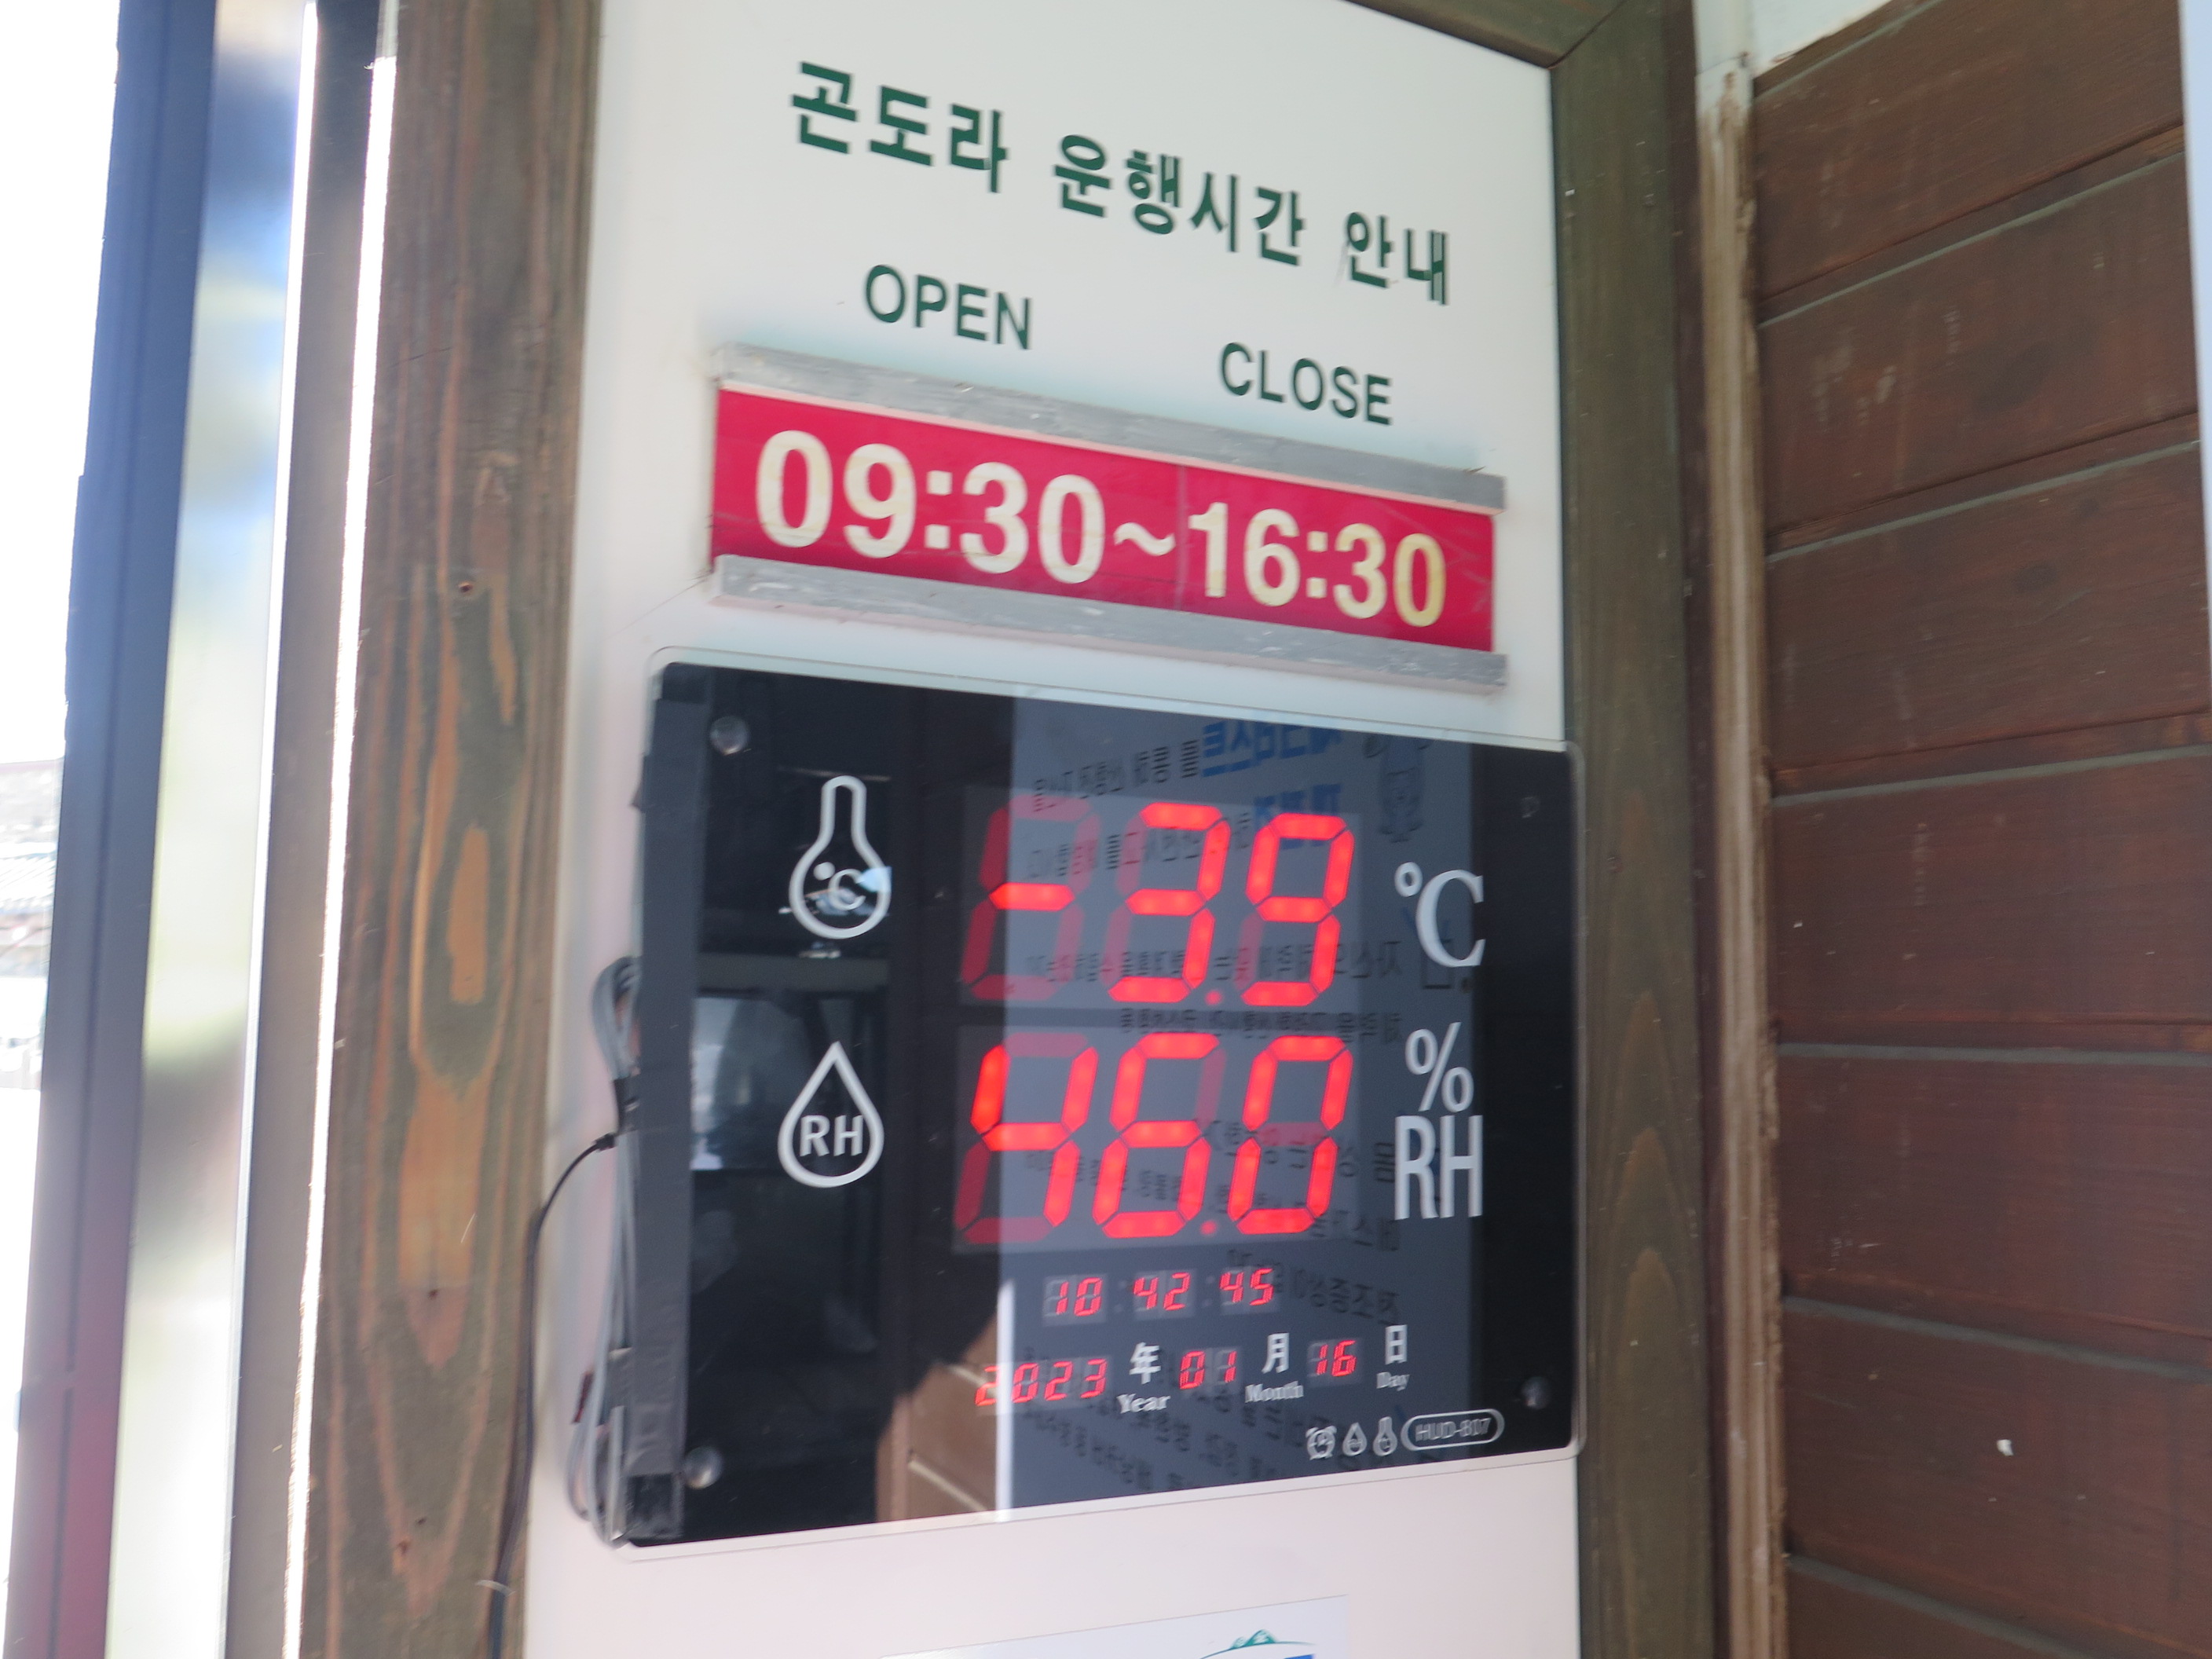 곤도라 운행시간 안내
OPEN CLOSE
09:30~16:30
°C -3.9 °C
RH 46.0 %RH
10:42:45
2023 年 01 月 16 日
Year Month Day
HUD-807